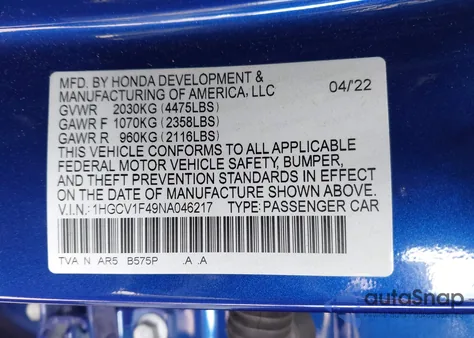 MFD. BY HONDA DEVELOPMENT &
MANUFACTURING OF AMERICA, LLC 04/22
GVWR 2030KG (4475LBS)
GAWR F 1070KG (2358LBS)
GAWR R 960KG (2116LBS)
THIS VEHICLE CONFORMS TO ALL APPLICABLE
FEDERAL MOTOR VEHICLE SAFETY, BUMPER,
AND THEFT PREVENTION STANDARDS IN EFFECT
ON THE DATE OF MANUFACTURE SHOWN ABOVE.
V.I.N.: 1HGCV1F49NA046217 TYPE: PASSENGER CAR
TVA N AR5 B575P .A .A
autoSnap